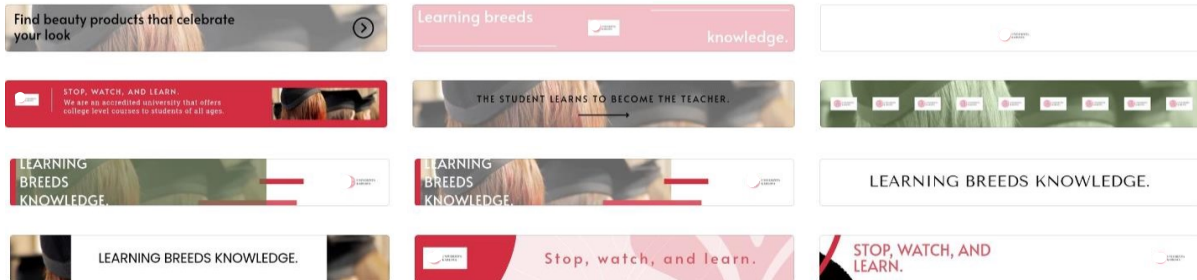 Find beauty products that celebrate
your look
Learning breeds
knowledge.
STOP, WATCH, AND LEARN.
We are an accredited university that offers
college level courses to students of all ages.
THE STUDENT LEARNS TO BECOME THE TEACHER.
LEARNING
BREEDS
KNOWLEDGE.
LEARNING
BREEDS
KNOWLEDGE.
LEARNING BREEDS KNOWLEDGE.
LEARNING BREEDS KNOWLEDGE.
Stop, watch, and learn.
STOP, WATCH, AND
LEARN.